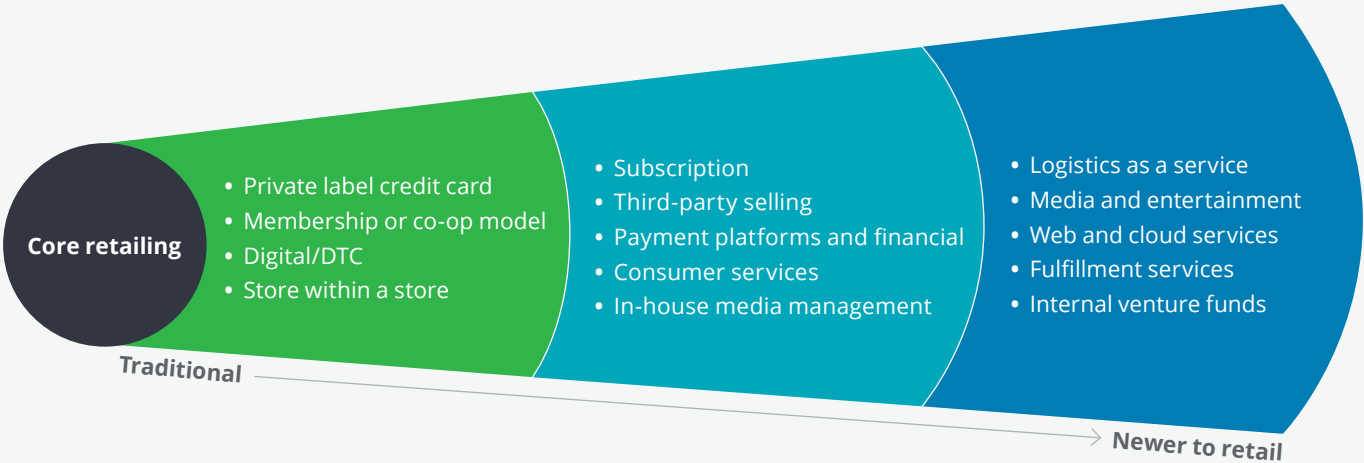 Core retailing
• Private label credit card
• Membership or co-op model
• Digital/DTC
• Store within a store
• Subscription
• Third-party selling
• Payment platforms and financial
• Consumer services
• In-house media management
• Logistics as a service
• Media and entertainment
• Web and cloud services
• Fulfillment services
• Internal venture funds
Traditional
Newer to retail